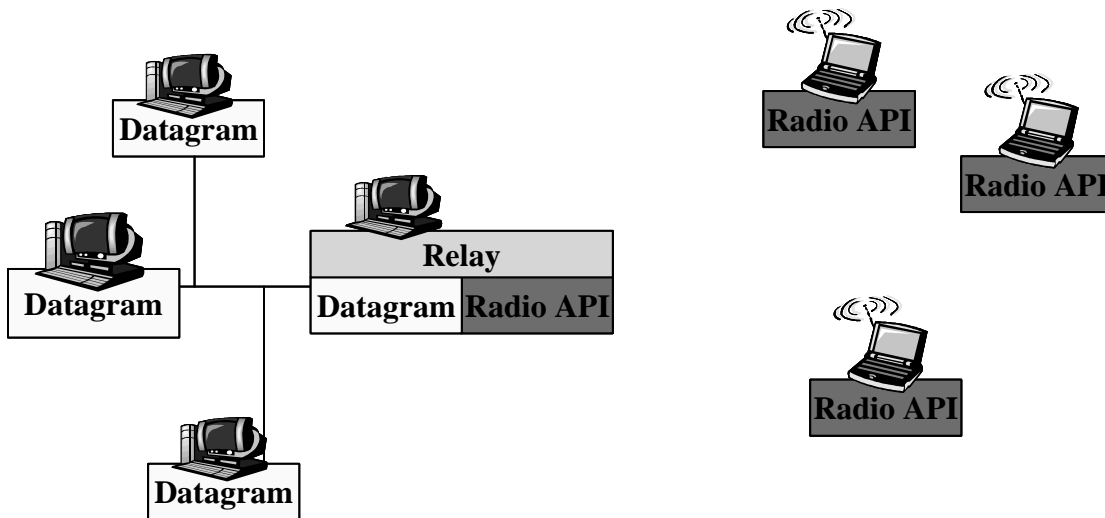 Datagram
Radio API
Radio API
Relay
Datagram
Datagram Radio API
Radio API
Datagram